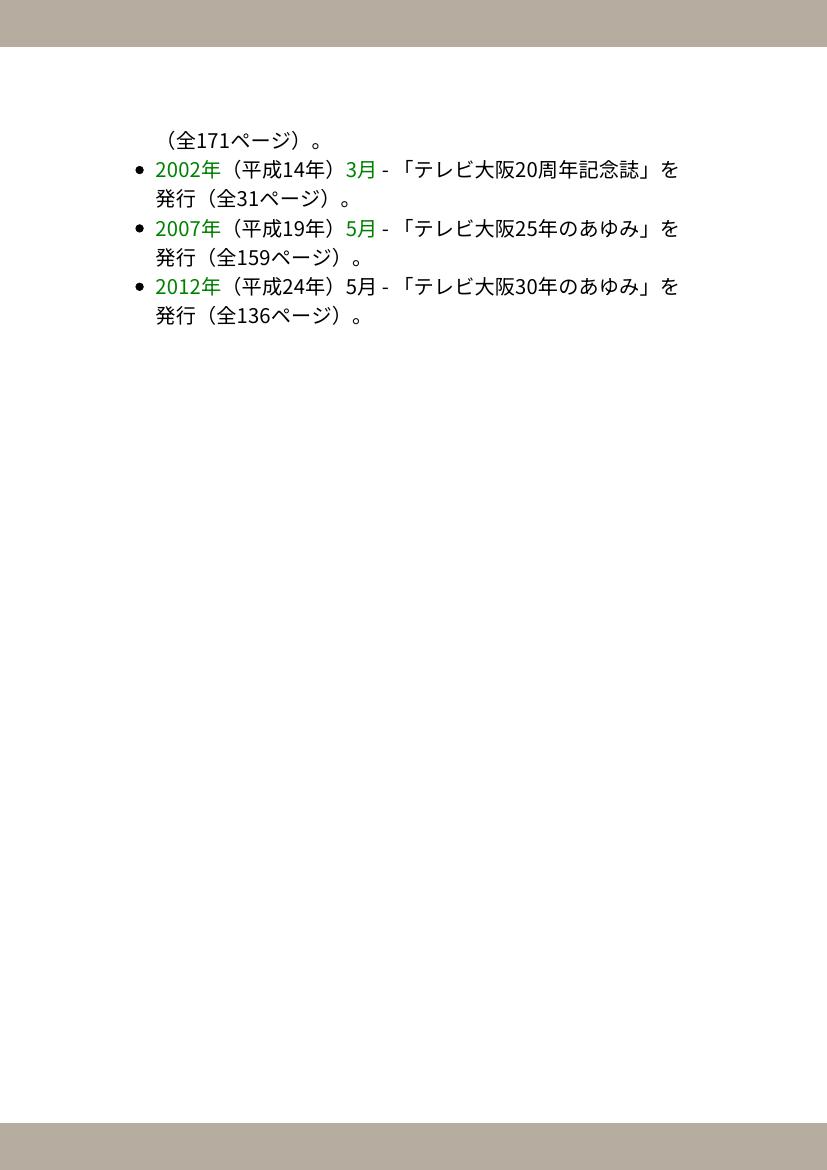 （全171ページ）。
• 2002年（平成14年）3月 - 「テレビ大阪20周年記念誌」を
発行（全31ページ）。
• 2007年（平成19年）5月 - 「テレビ大阪25年のあゆみ」を
発行（全159ページ）。
• 2012年（平成24年）5月 - 「テレビ大阪30年のあゆみ」を
発行（全136ページ）。